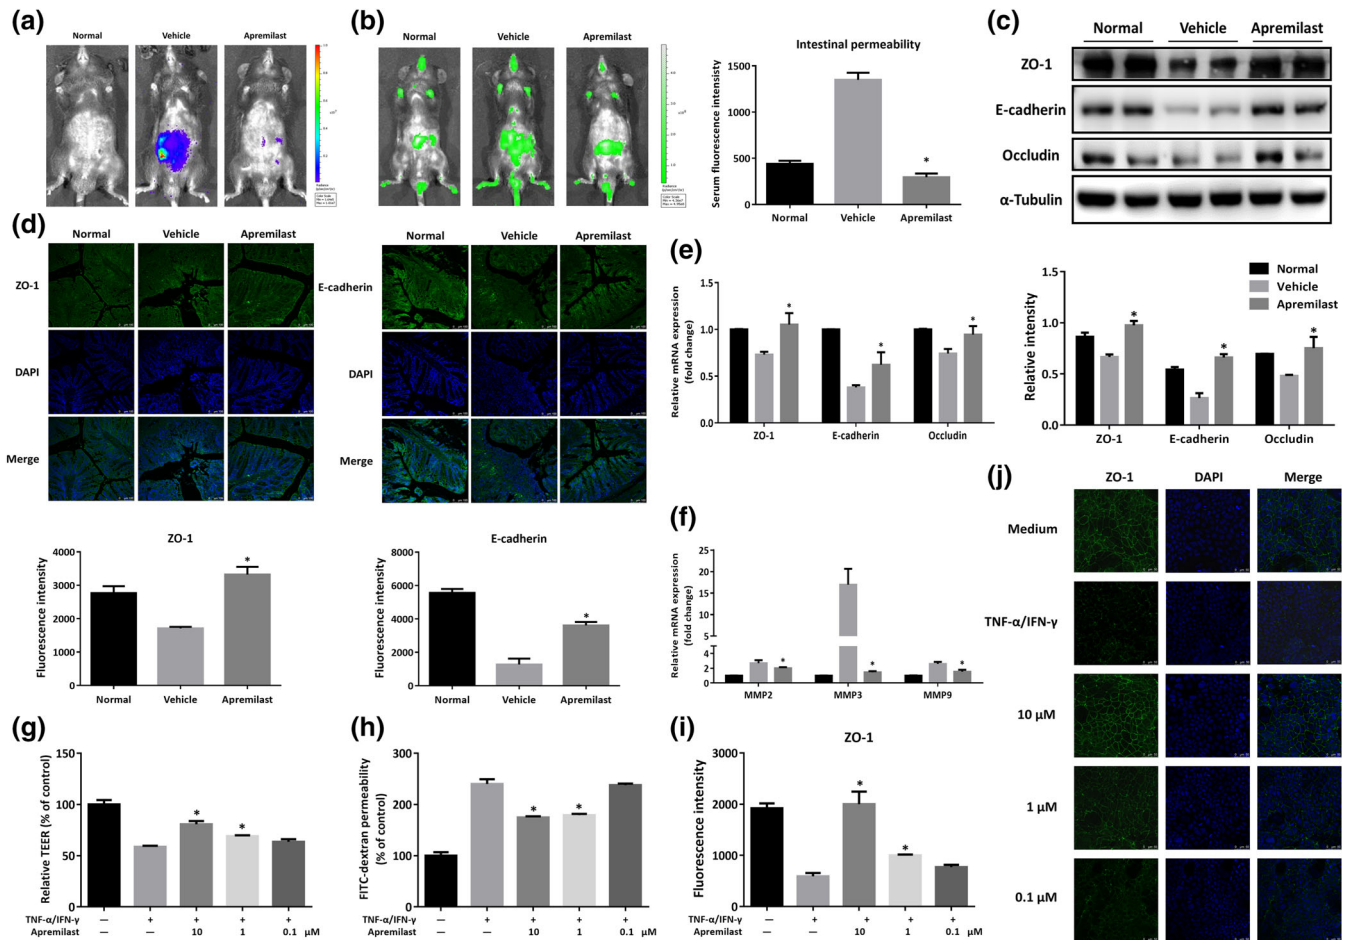 (a)
Normal Vehicle Apremilast
(b)
Normal Vehicle Apremilast
Intestinal permeability
Serum fluorescence intensisty
1500
1000
500
0
Normal Vehicle Apremilast
*
(c)
Normal Vehicle Apremilast
ZO-1
E-cadherin
Occludin
α-Tubulin
(d)
Normal Vehicle Apremilast
ZO-1
DAPI
Merge
Normal Vehicle Apremilast
E-cadherin
DAPI
Merge
ZO-1
Fluorescence intensity
4000
3000
2000
1000
0
*
Normal Vehicle Apremilast
E-cadherin
Fluorescence intensity
8000
6000
4000
2000
0
*
Normal Vehicle Apremilast
(e)
Relative mRNA expression
(fold change)
1.5
1.0
0.5
0.0
* * *
ZO-1 E-cadherin Occludin
Relative intensity
1.5
1.0
0.5
0.0
* * *
ZO-1 E-cadherin Occludin
Normal
Vehicle
Apremilast
(f)
Relative mRNA expression
(fold change)
25
20
15
10
5
4
2
0
* * *
MMP2 MMP3 MMP9
(g)
Relative TEER (% of control)
150
100
50
0
* *
TNF-α/IFN-γ — + + + +
Apremilast — — 10 1 0.1 μM
(h)
FITC-dextran permeability
(% of control)
300
200
100
0
* *
— + + + +
— — 10 1 0.1 μM
(i)
ZO-1
Fluorescence intensity
3000
2000
1000
0
* *
TNF-α/IFN-γ — + + + +
Apremilast — — 10 1 0.1 μM
(j)
ZO-1 DAPI Merge
Medium
TNF-α/IFN-γ
10 μM
1 μM
0.1 μM